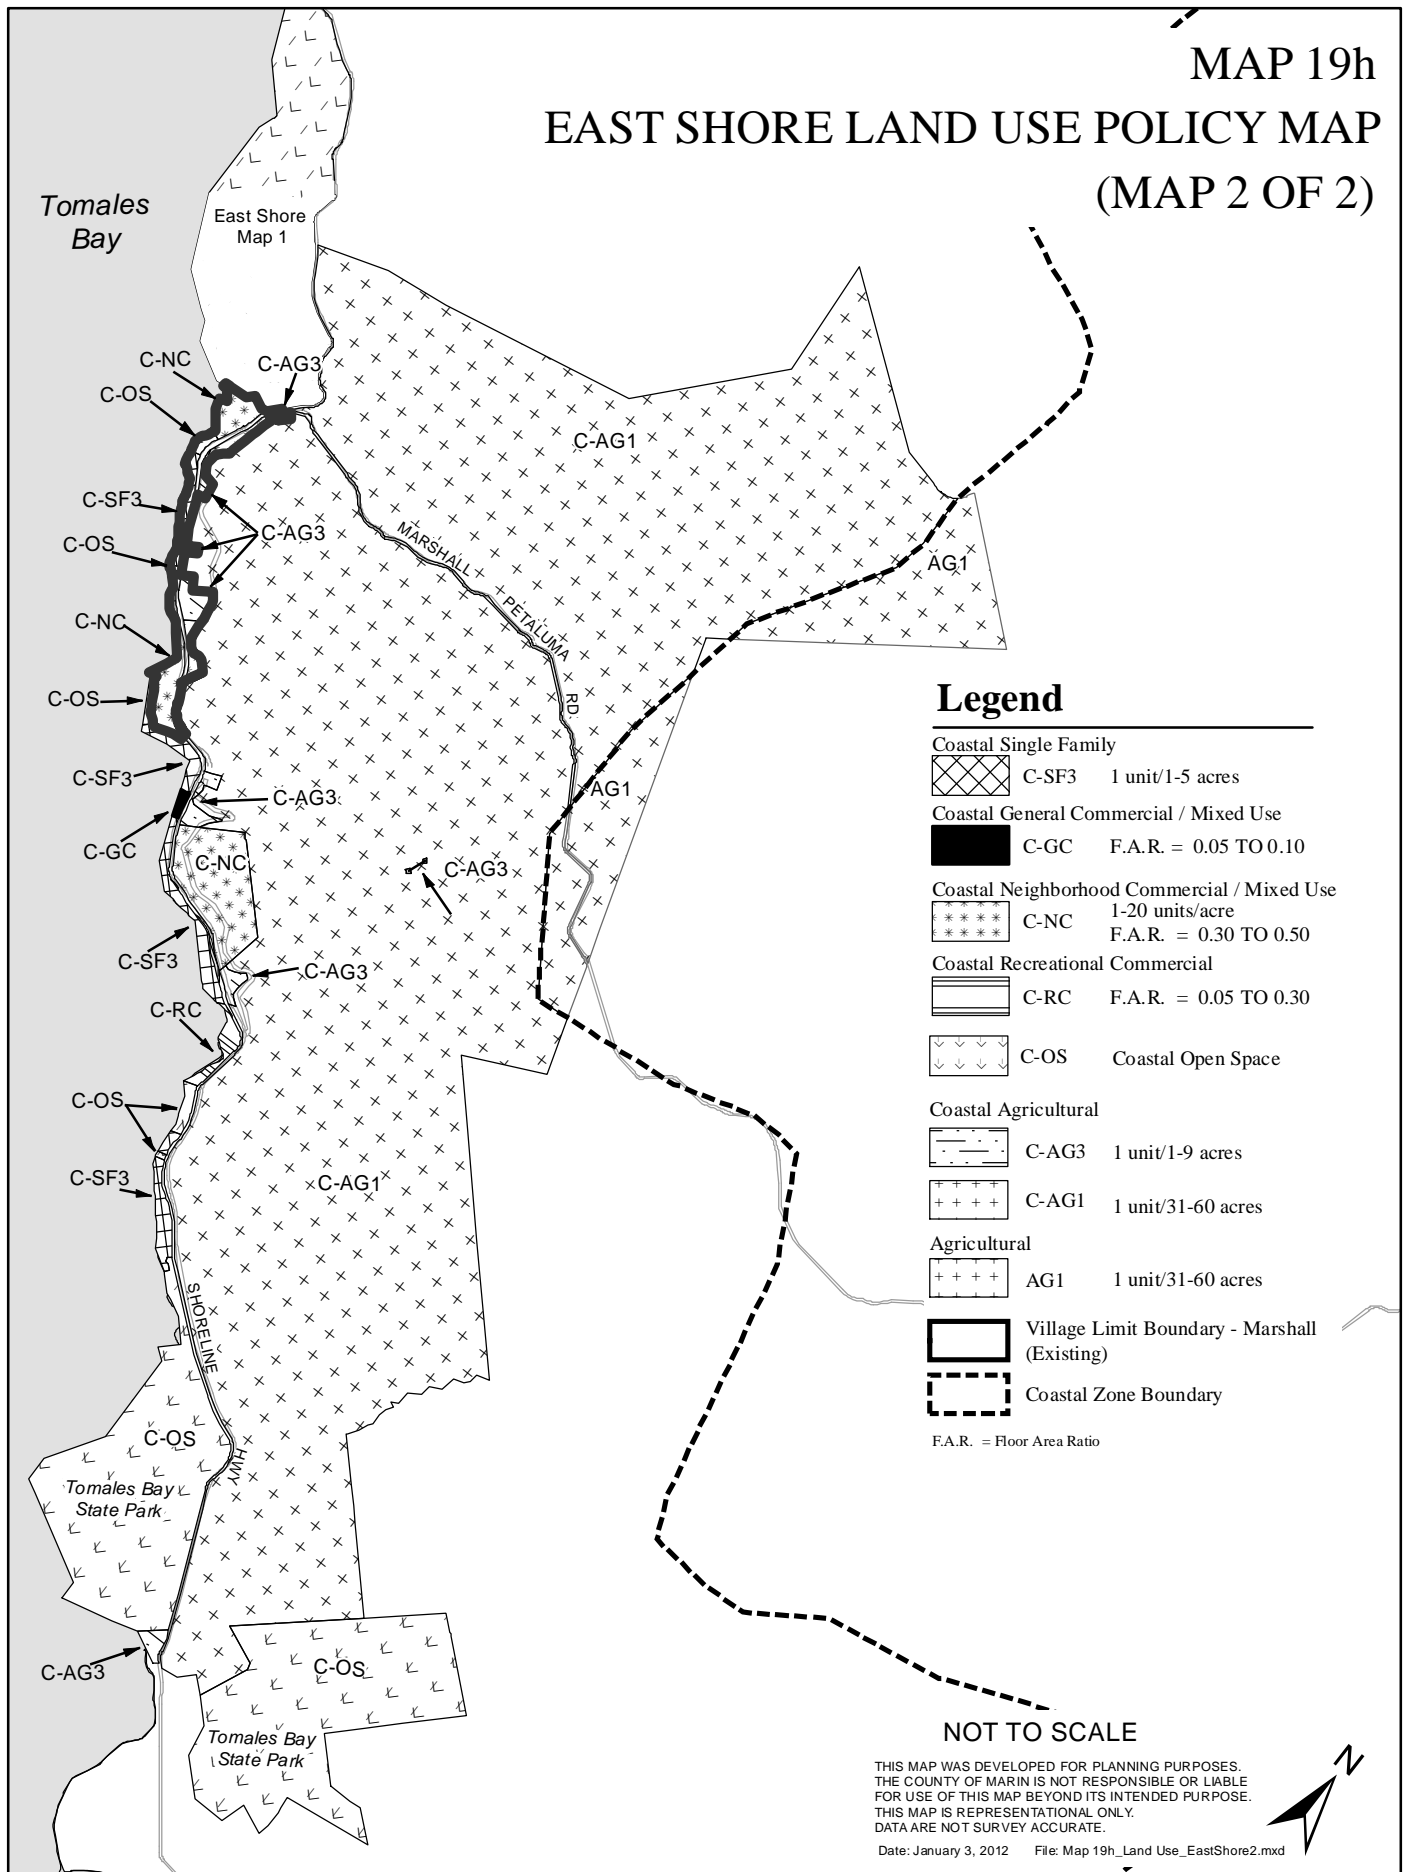 MAP 19h
EAST SHORE LAND USE POLICY MAP
(MAP 2 OF 2)
Tomales
Bay
East Shore
Map 1
C-NC
C-AG3
C-OS
C-AG1
C-SF3
C-AG3
C-OS
MARSHALL
AG1
PETALUMA
C-NC
RD
C-OS
C-SF3
AG1
C-AG3
C-GC
C-NC
C-AG3
C-SF3
C-AG3
C-RC
C-OS
C-SF3
C-AG1
SHORELINE
HWY
C-OS
Tomales Bay
State Park
C-AG3
C-OS
Tomales Bay
State Park
Legend
Coastal Single Family
C-SF3 1 unit/1-5 acres
Coastal General Commercial / Mixed Use
C-GC F.A.R. = 0.05 TO 0.10
Coastal Neighborhood Commercial / Mixed Use
1-20 units/acre
C-NC
F.A.R. = 0.30 TO 0.50
Coastal Recreational Commercial
C-RC F.A.R. = 0.05 TO 0.30
C-OS Coastal Open Space
Coastal Agricultural
C-AG3 1 unit/1-9 acres
C-AG1 1 unit/31-60 acres
Agricultural
AG1 1 unit/31-60 acres
Village Limit Boundary - Marshall
(Existing)
Coastal Zone Boundary
F.A.R. = Floor Area Ratio
NOT TO SCALE
THIS MAP WAS DEVELOPED FOR PLANNING PURPOSES.
THE COUNTY OF MARIN IS NOT RESPONSIBLE OR LIABLE
FOR USE OF THIS MAP BEYOND ITS INTENDED PURPOSE.
THIS MAP IS REPRESENTATIONAL ONLY.
DATA ARE NOT SURVEY ACCURATE.
Date: January 3, 2012 File: Map 19h_Land Use_EastShore2.mxd
N